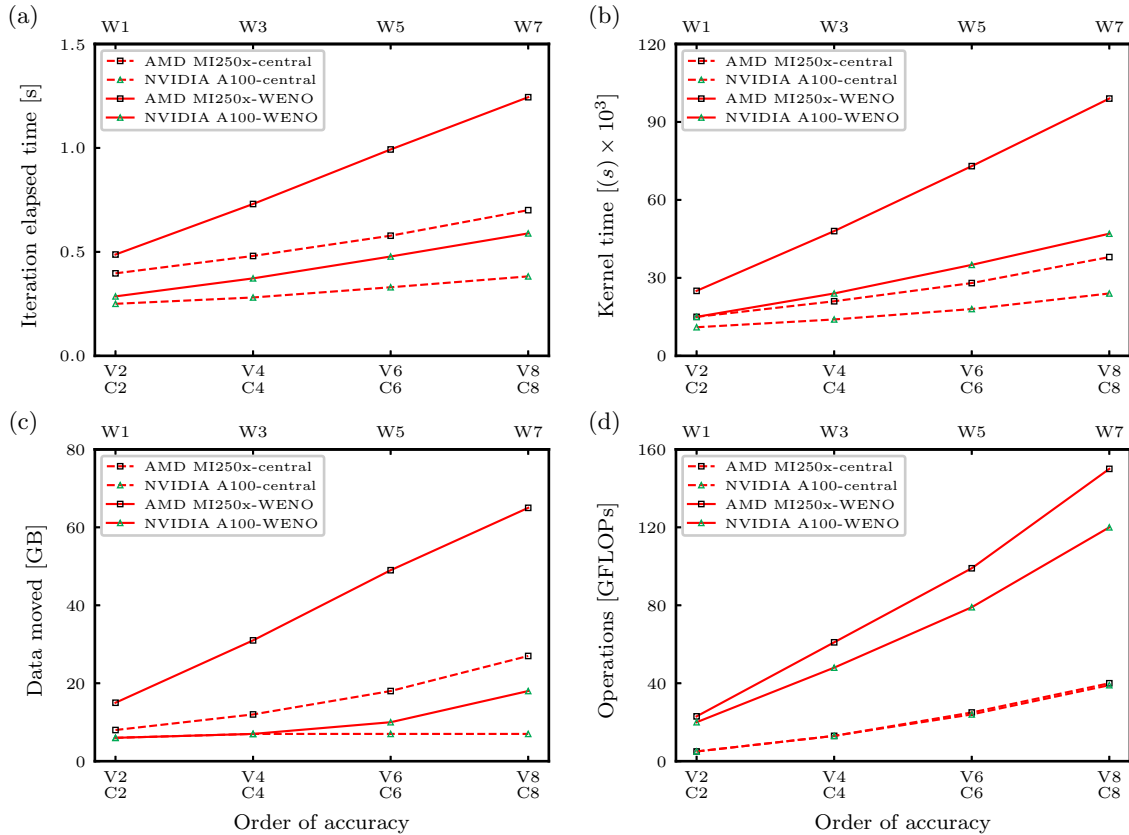 (a)
W1 W3 W5 W7
1.5
1.0
0.5
0.0
Iteration elapsed time [s]
AMD MI250x-central
NVIDIA A100-central
AMD MI250x-WENO
NVIDIA A100-WENO
V2 V4 V6 V8
C2 C4 C6 C8
(b)
W1 W3 W5 W7
120
90
60
30
0
Kernel time [(s) × 10³]
AMD MI250x-central
NVIDIA A100-central
AMD MI250x-WENO
NVIDIA A100-WENO
V2 V4 V6 V8
C2 C4 C6 C8
(c)
W1 W3 W5 W7
80
60
40
20
0
Data moved [GB]
AMD MI250x-central
NVIDIA A100-central
AMD MI250x-WENO
NVIDIA A100-WENO
V2 V4 V6 V8
C2 C4 C6 C8
Order of accuracy
(d)
W1 W3 W5 W7
160
120
80
40
0
Operations [GFLOPs]
AMD MI250x-central
NVIDIA A100-central
AMD MI250x-WENO
NVIDIA A100-WENO
V2 V4 V6 V8
C2 C4 C6 C8
Order of accuracy